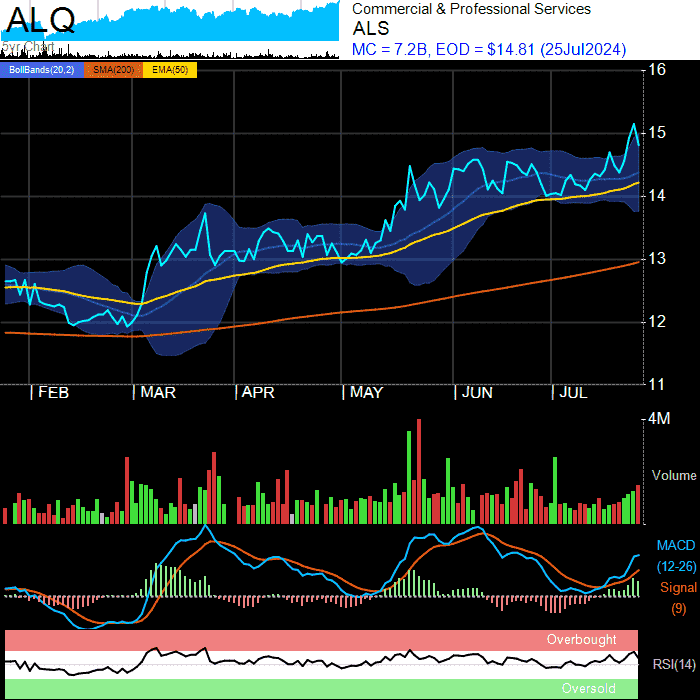 ALQ
5yr Chart
Commercial & Professional Services
ALS
MC = 7.2B, EOD = $14.81 (25Jul2024)
BollBands(20,2) SMA(200) EMA(50)
16
15
14
13
12
11
| FEB | MAR | APR | MAY | JUN | JUL
4M
Volume
MACD
(12-26)
Signal
(9)
Overbought
RSI(14)
Oversold